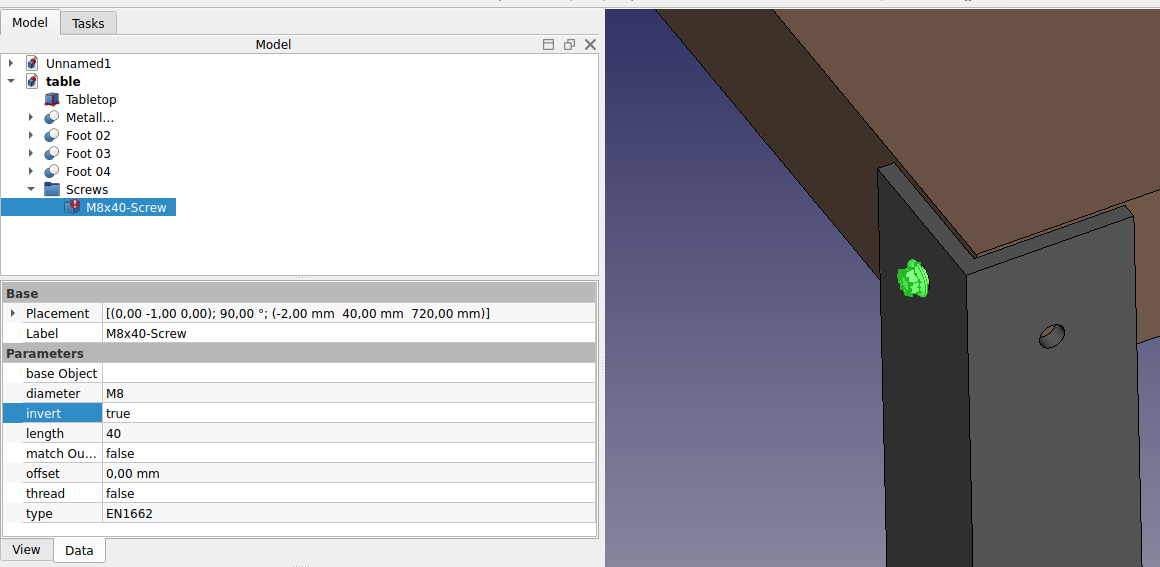 Model Tasks
Model
Unnamed1
table
Tabletop
Metall...
Foot 02
Foot 03
Foot 04
Screws
M8x40-Screw
Base
Placement [(0,00 -1,00 0,00); 90,00 °; (-2,00 mm 40,00 mm 720,00 mm)]
Label M8x40-Screw
Parameters
base Object
diameter M8
invert true
length 40
match Ou... false
offset 0,00 mm
thread false
type EN1662
View Data